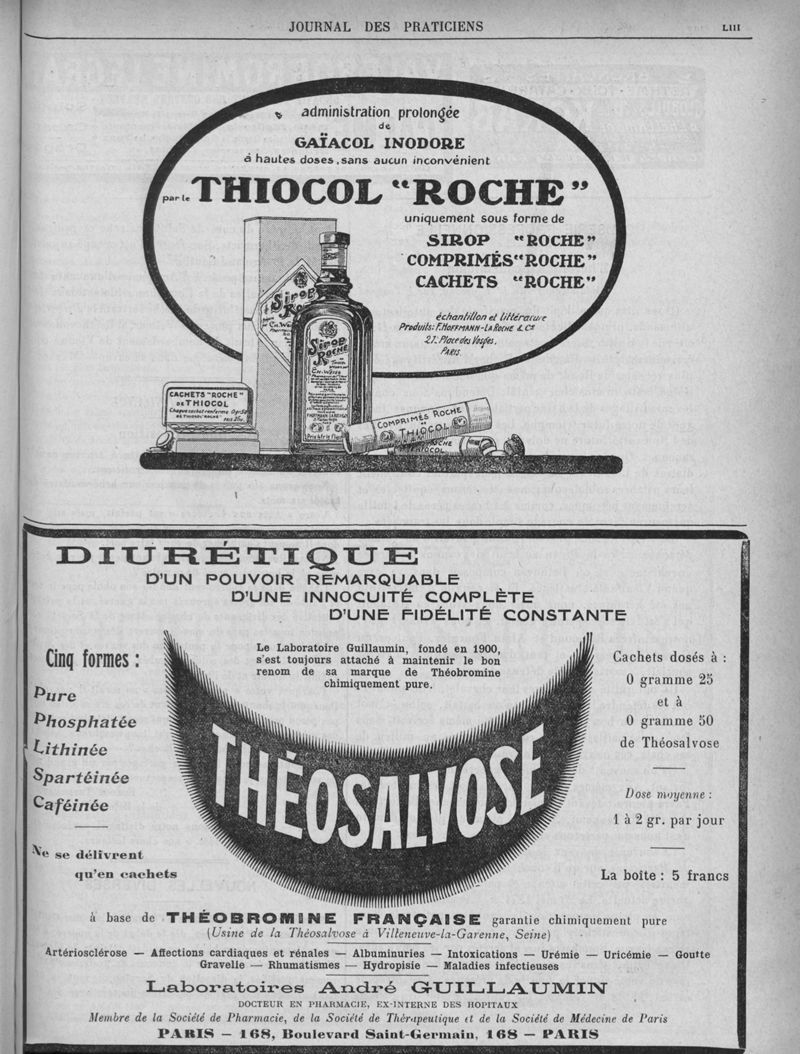 JOURNAL DES PRATICIENS
LIII
administration prolongée
de
GAÏACOL INODORE
à hautes doses, sans aucun inconvénient
par le THIOCOL "ROCHE"
uniquement sous forme de
SIROP "ROCHE"
COMPRIMÉS "ROCHE"
CACHETS "ROCHE"
échantillon et littérature
Produits: F. HOFFMANN-LA ROCHE & Cie
21. Place des Vosges.
PARIS.
Sirop
Roche
Sirop
Roche
CACHETS "ROCHE"
DE THIOCOL
COMPRIMÉS ROCHE
THIOCOL
DIURÉTIQUE
D'UN POUVOIR REMARQUABLE
D'UNE INNOCUITÉ COMPLÈTE
D'UNE FIDÉLITÉ CONSTANTE
Cinq formes :
Pure
Phosphatée
Lithinée
Spartéinée
Caféinée
Ne se délivrent
qu'en cachets
Le Laboratoire Guillaumin, fondé en 1900,
s'est toujours attaché à maintenir le bon
renom de sa marque de Théobromine
chimiquement pure.
THÉOSALVOSE
Cachets dosés à :
0 gramme 25
et à
0 gramme 50
de Théosalvose
Dose moyenne :
1 à 2 gr. par jour
La boîte : 5 francs
à base de THÉOBROMINE FRANÇAISE garantie chimiquement pure
(Usine de la Théosalvose à Villeneuve-la-Garenne, Seine)
Artériosclérose — Affections cardiaques et rénales — Albuminuries — Intoxications — Urémie — Uricémie — Goutte
Gravelle — Rhumatismes — Hydropisie — Maladies infectieuses
Laboratoires André GUILLAUMIN
DOCTEUR EN PHARMACIE, EX-INTERNE DES HOPITAUX
Membre de la Société de Pharmacie, de la Société de Thérapeutique et de la Société de Médecine de Paris
PARIS — 168, Boulevard Saint-Germain, 168 — PARIS